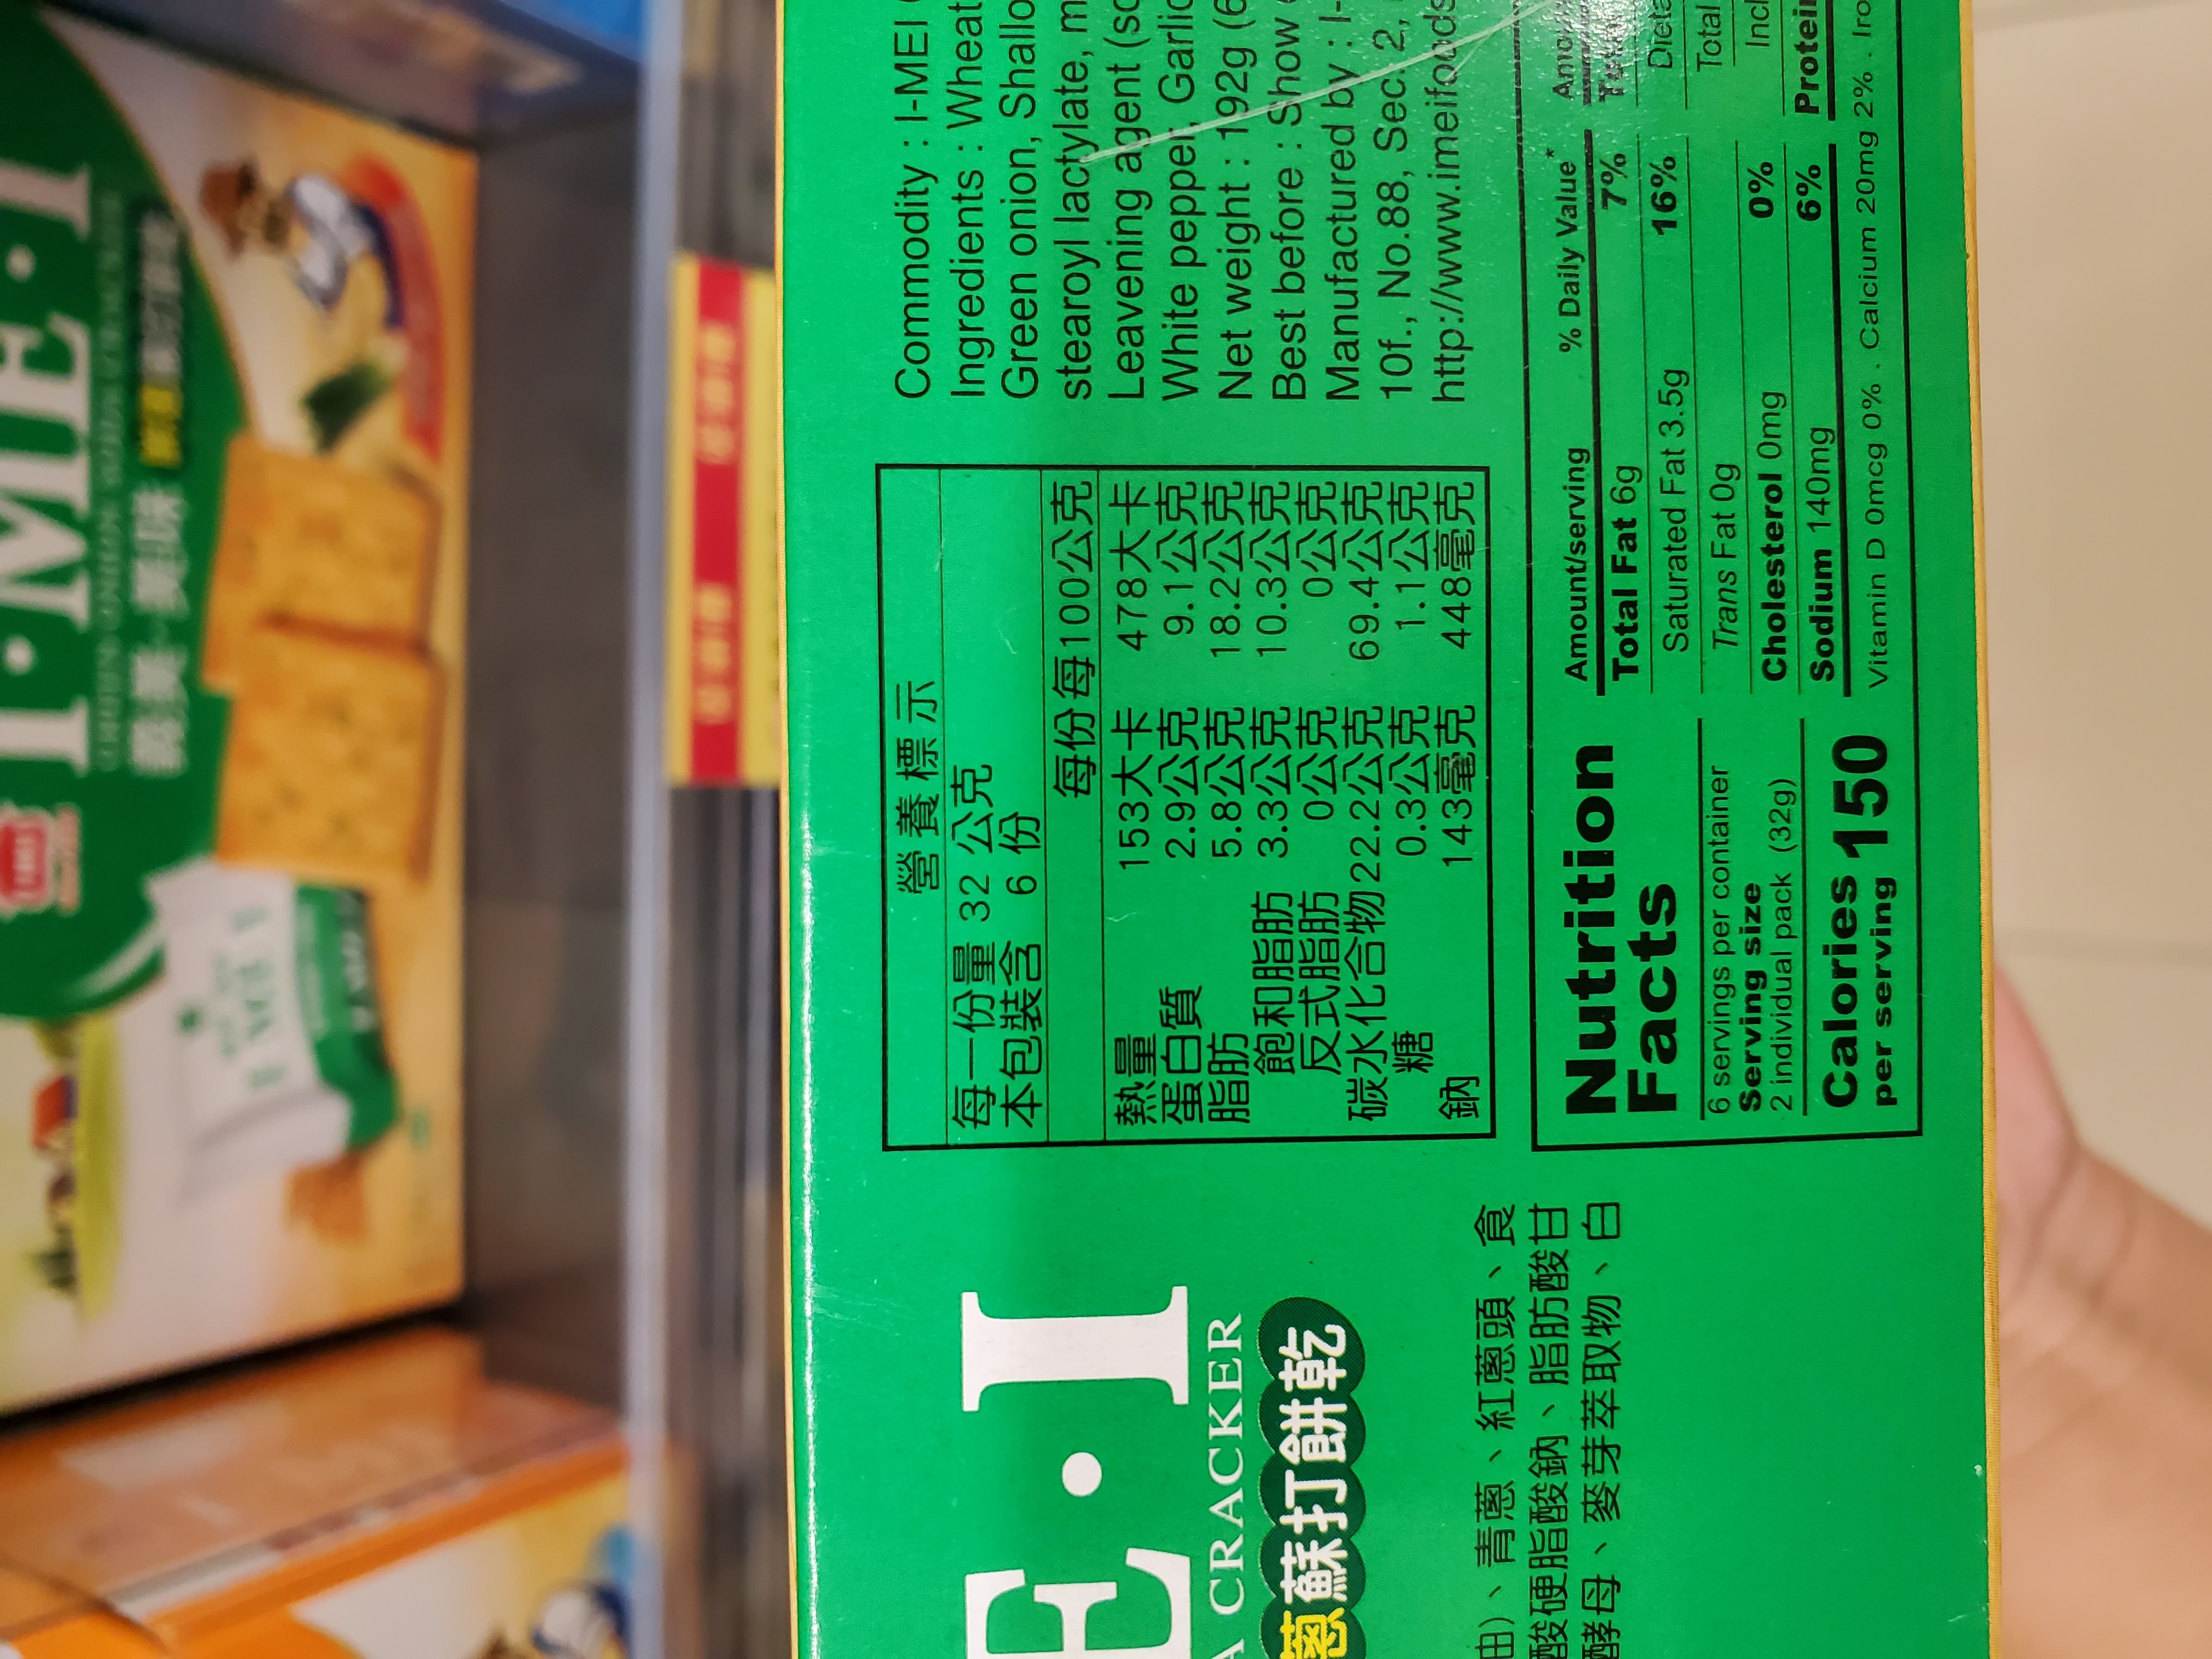 I·ME·I
GREEN ONION SODA CRACKER
義美·美味
I·ME·I
E·I
A CRACKER
蔥蘇打餅乾
油)、青蔥、紅蔥頭、食
酸硬脂酸鈉、脂肪酸甘
酵母、麥芽萃取物、白
營養標示
每一份量 32 公克
本包裝含 6 份
每份 每100公克
熱量 153大卡 478大卡
蛋白質 2.9公克 9.1公克
脂肪 5.8公克 18.2公克
飽和脂肪 3.3公克 10.3公克
反式脂肪 0公克 0公克
碳水化合物 22.2公克 69.4公克
糖 0.3公克 1.1公克
鈉 143毫克 448毫克
Commodity : I-MEI
Ingredients : Wheat
Green onion, Shallo
stearoyl lactylate, m
Leavening agent (so
White pepper, Garlic
Net weight : 192g (6
Best before : Show
Manufactured by : I-
10f., No.88, Sec. 2,
http://www.imeifoods
Nutrition
Facts
6 servings per container
Serving size
2 individual pack (32g)
Calories
per serving 150
Amount/serving % Daily Value*
Total Fat 6g 7%
Saturated Fat 3.5g 16%
Trans Fat 0g
Cholesterol 0mg 0%
Sodium 140mg 6%
Dieta
Total
Incl
Protein
Vitamin D 0mcg 0% . Calcium 20mg 2% . Iro